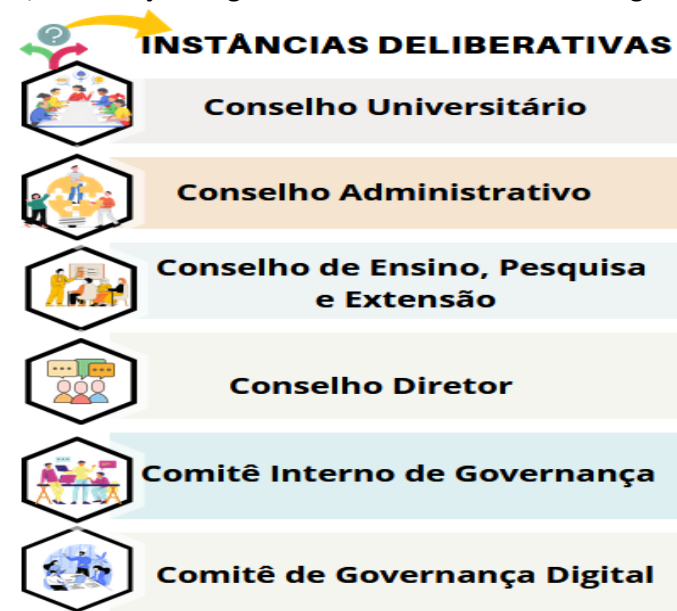 INSTÂNCIAS DELIBERATIVAS
Conselho Universitário
Conselho Administrativo
Conselho de Ensino, Pesquisa
e Extensão
Conselho Diretor
Comitê Interno de Governança
Comitê de Governança Digital